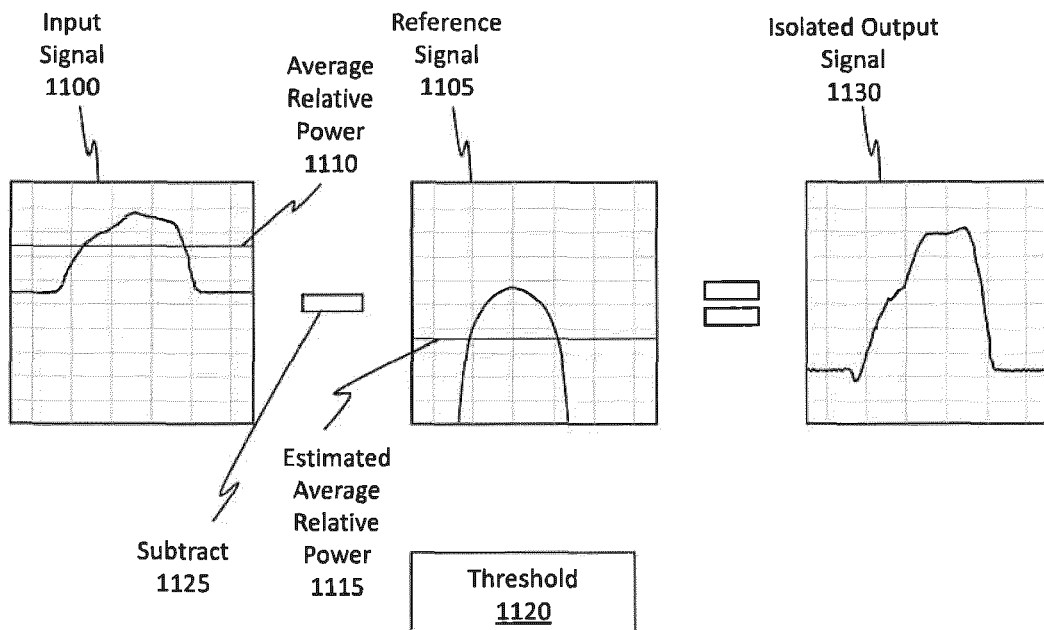 Input
Signal
1100
Average
Relative
Power
1110
Reference
Signal
1105
Isolated Output
Signal
1130
Subtract
1125
Estimated
Average
Relative
Power
1115
Threshold
1120